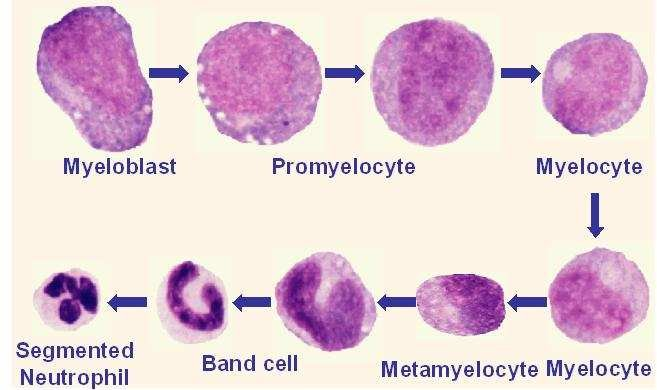 Myeloblast
Promyelocyte
Myelocyte
Segmented
Neutrophil
Band cell
Metamyelocyte
Myelocyte